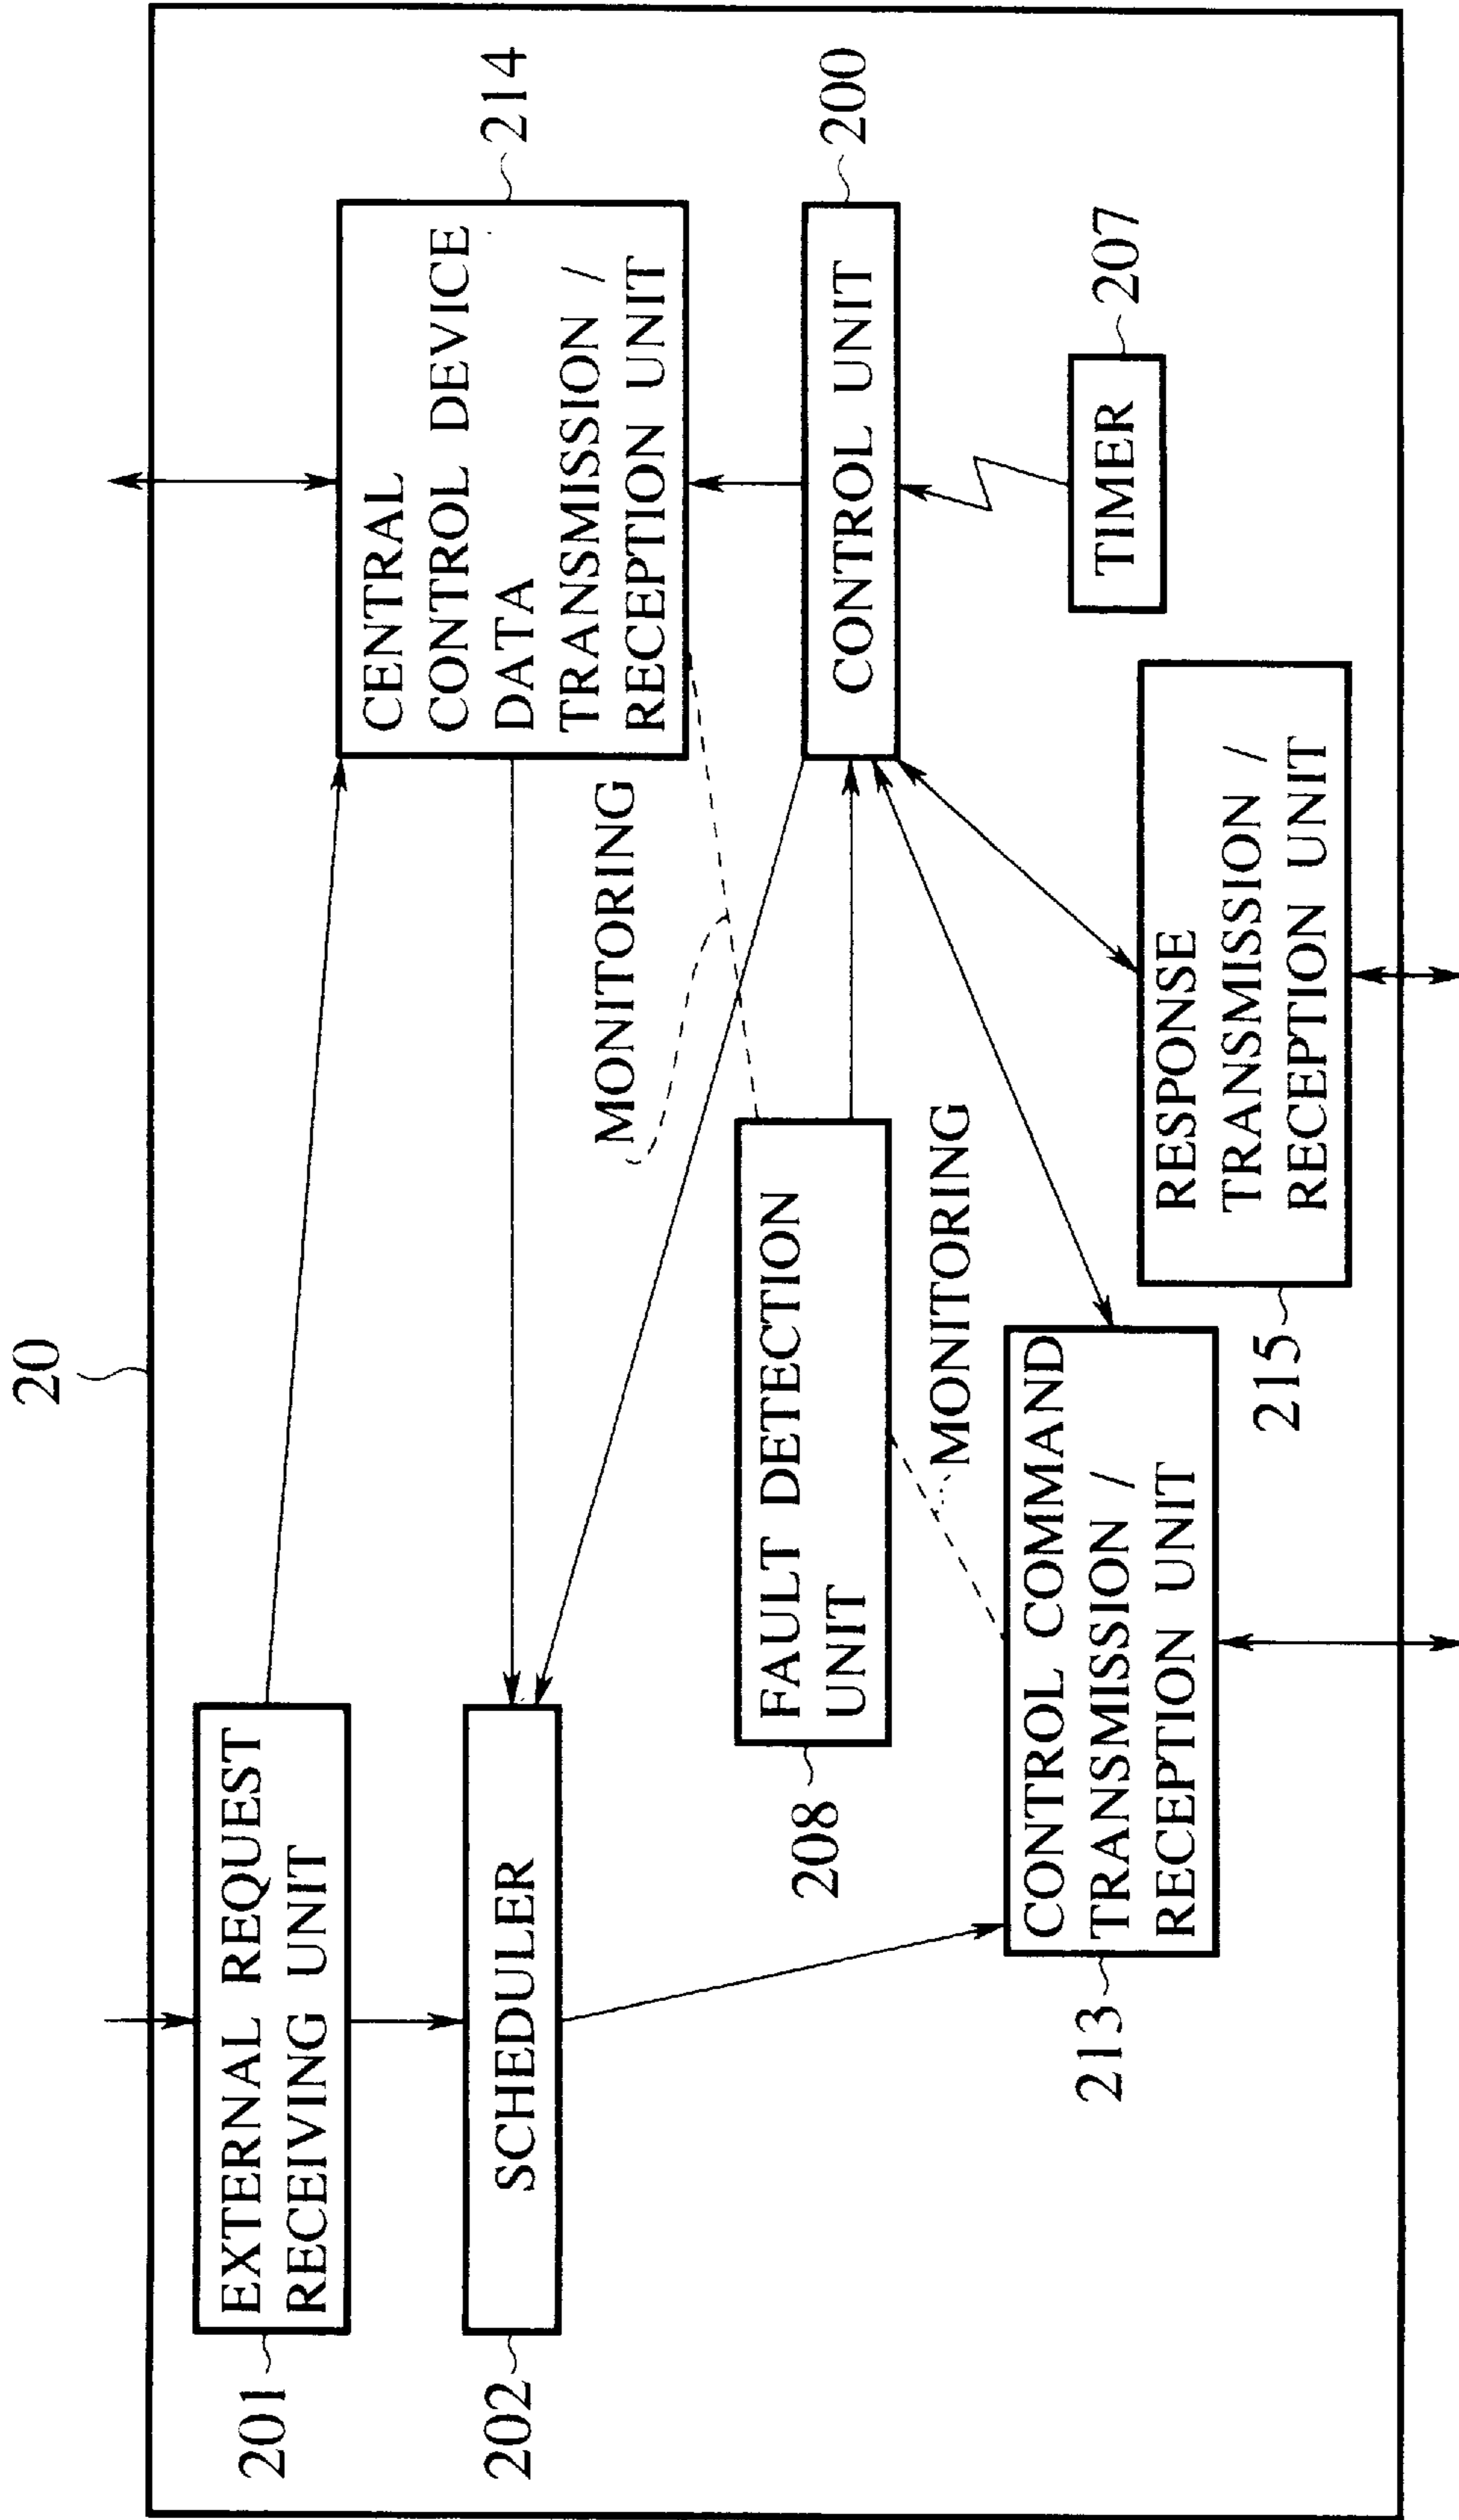 20
EXTERNAL REQUEST
RECEIVING UNIT
201
CENTRAL
CONTROL DEVICE
DATA
TRANSMISSION /
RECEPTION UNIT
214
SCHEDULER
202
MONITORING
FAULT DETECTION
UNIT
208
CONTROL UNIT
200
MONITORING
CONTROL COMMAND
TRANSMISSION /
RECEPTION UNIT
213
TIMER
207
RESPONSE
TRANSMISSION /
RECEPTION UNIT
215